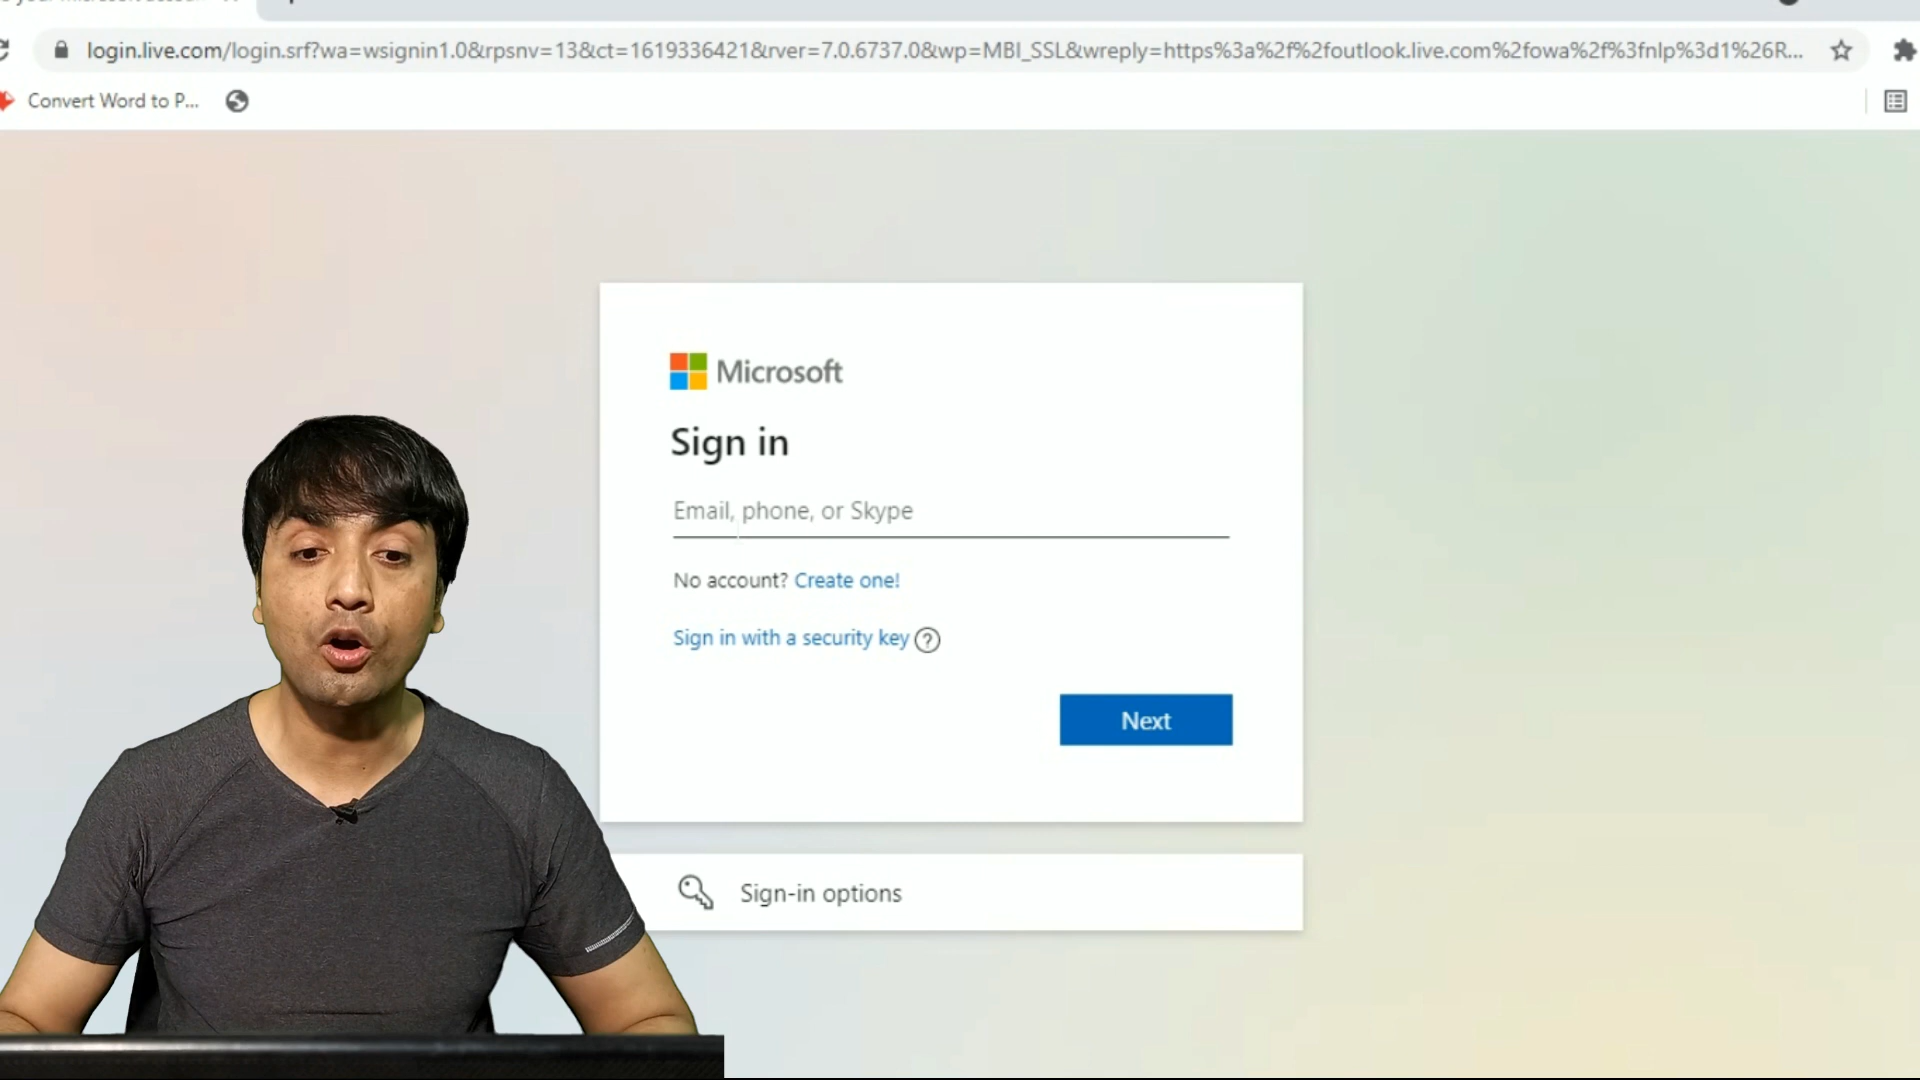 login.live.com/login.srf?wa=wsignin1.0&rpsnv=13&ct=1619336421&rver=7.0.6737.0&wp=MBI_SSL&wreply=https%3a%2f%2foutlook.live.com%2fowa%2f%3fnlp%3d1%26R...
Convert Word to P...
Microsoft
Sign in
Email, phone, or Skype
No account? Create one!
Sign in with a security key ?
Next
Sign-in options